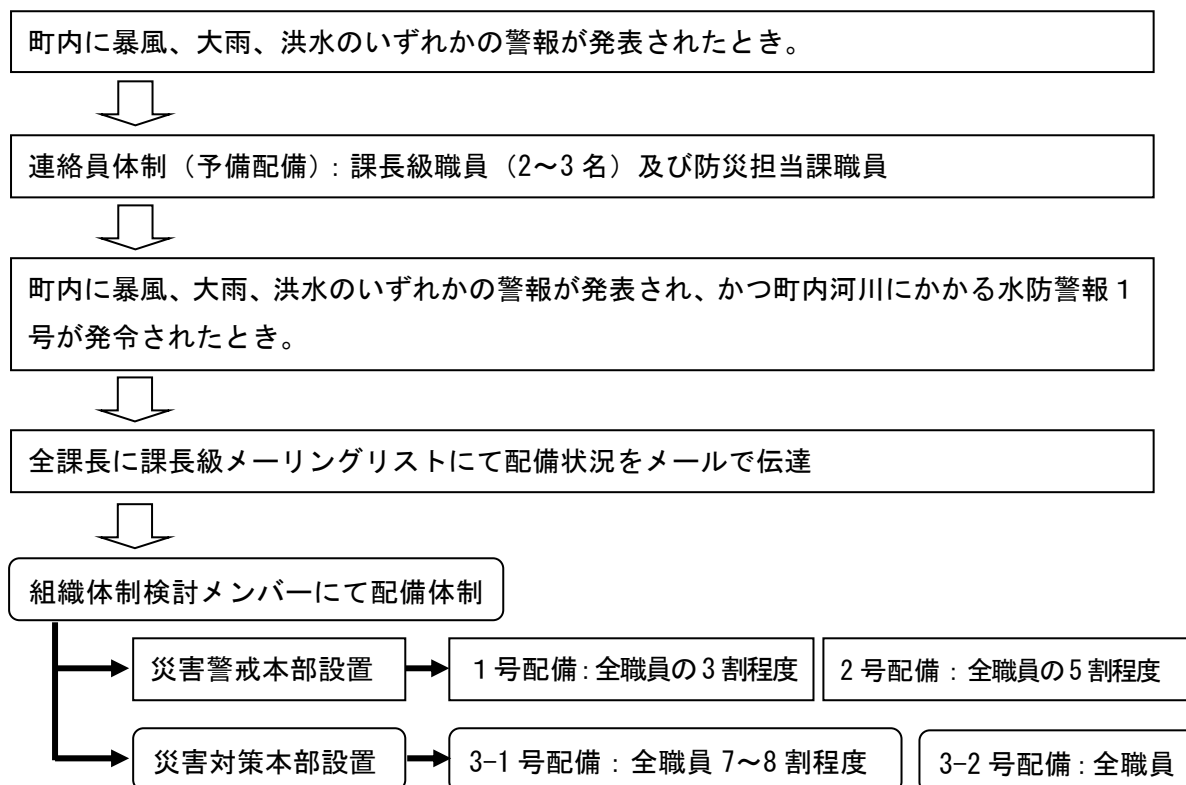 町内に暴風、大雨、洪水のいずれかの警報が発表されたとき。
連絡員体制（予備配備）：課長級職員（2～3 名）及び防災担当課職員
町内に暴風、大雨、洪水のいずれかの警報が発表され、かつ町内河川にかかる水防警報１
号が発令されたとき。
全課長に課長級メーリングリストにて配備状況をメールで伝達
組織体制検討メンバーにて配備体制
災害警戒本部設置
１号配備：全職員の３割程度
2 号配備：全職員の５割程度
災害対策本部設置
3-1 号配備：全職員 7～8 割程度
3-2 号配備：全職員